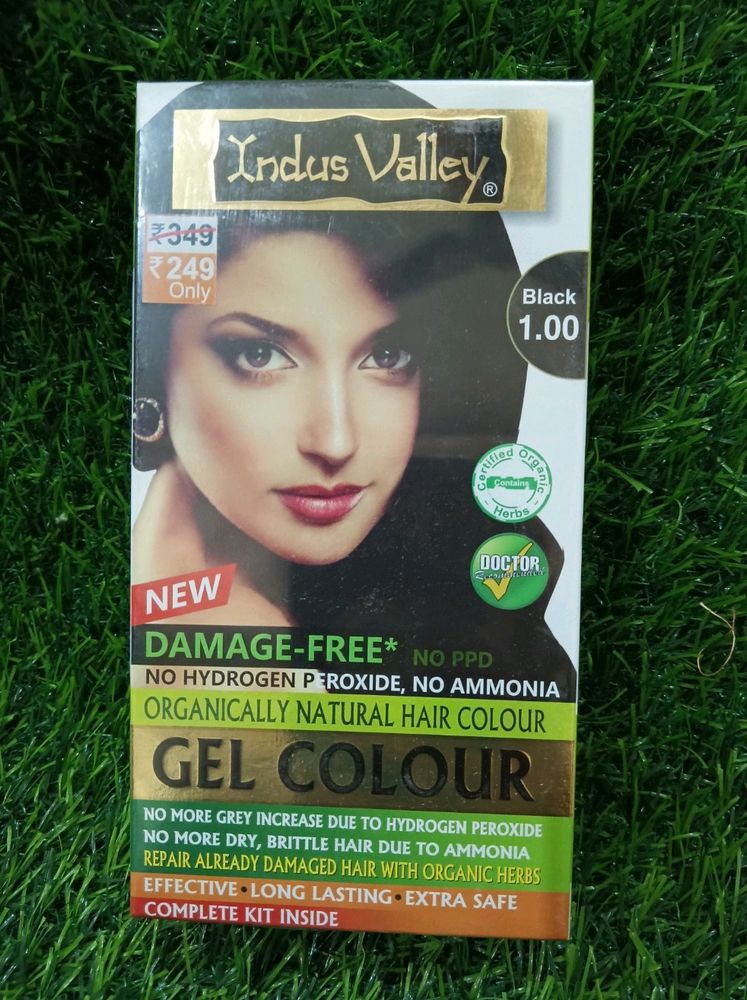 Indus Valley®
₹349
₹249
Only
Black
1.00
Certified Organic
Contains
Herbs
DOCTOR
Recommended
NEW
DAMAGE-FREE* NO PPD
NO HYDROGEN PEROXIDE, NO AMMONIA
ORGANICALLY NATURAL HAIR COLOUR
GEL COLOUR
NO MORE GREY INCREASE DUE TO HYDROGEN PEROXIDE
NO MORE DRY, BRITTLE HAIR DUE TO AMMONIA
REPAIR ALREADY DAMAGED HAIR WITH ORGANIC HERBS
EFFECTIVE•LONG LASTING•EXTRA SAFE
COMPLETE KIT INSIDE